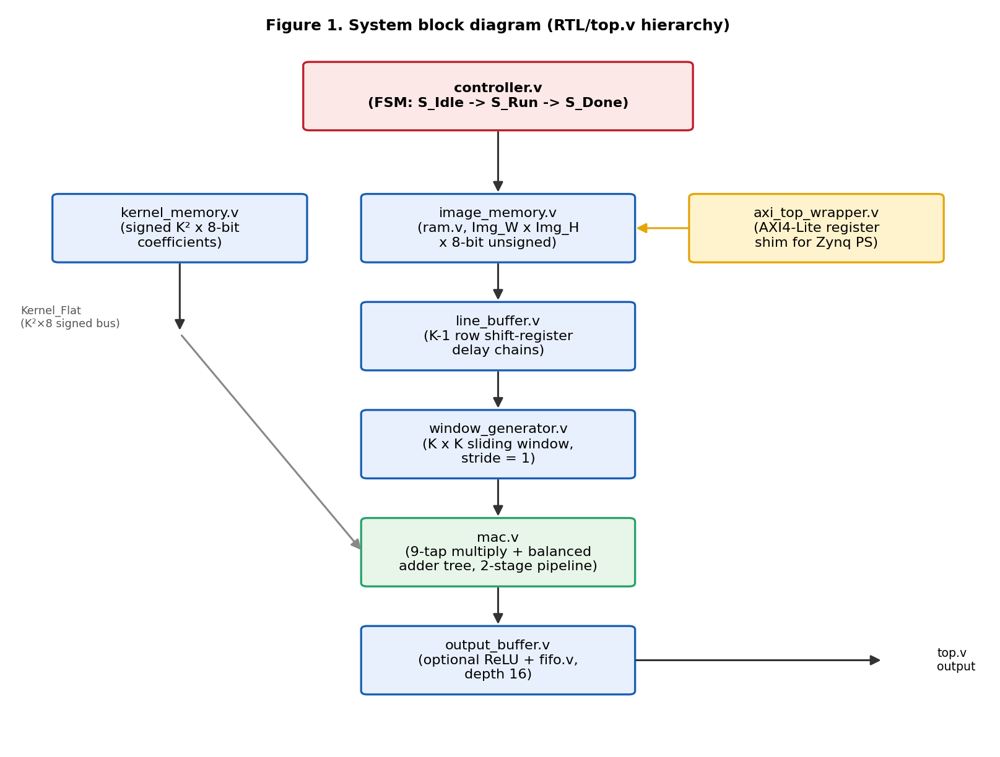 Figure 1. System block diagram (RTL/top.v hierarchy)
controller.v
(FSM: S_Idle -> S_Run -> S_Done)
kernel_memory.v
(signed K² x 8-bit
coefficients)
image_memory.v
(ram.v, Img_W x Img_H
x 8-bit unsigned)
axi_top_wrapper.v
(AXI4-Lite register
shim for Zynq PS)
Kernel_Flat
(K²×8 signed bus)
line_buffer.v
(K-1 row shift-register
delay chains)
window_generator.v
(K x K sliding window,
stride = 1)
mac.v
(9-tap multiply + balanced
adder tree, 2-stage pipeline)
output_buffer.v
(optional ReLU + fifo.v,
depth 16)
top.v
output